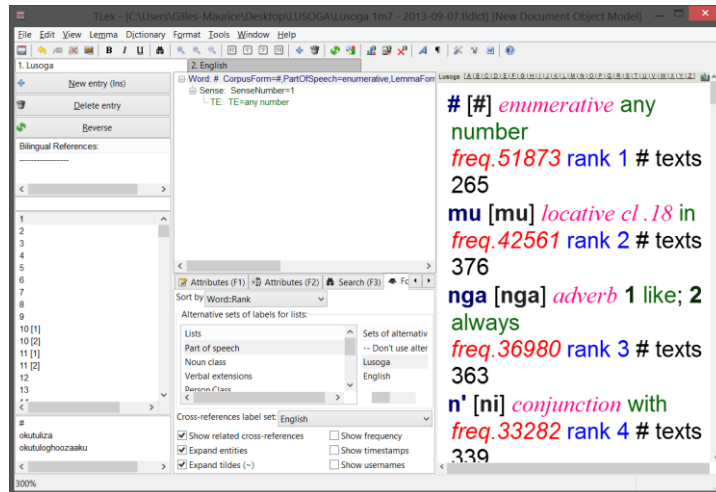 TLex - [C:\Users\Gilles-Maurice\Desktop\LUSOGA\Lusoga 1m7 - 2013-09-07.tldict] [New Document Object Model]
File Edit View Lemma Dictionary Format Tools Window Help
1. Lusoga
New entry (Ins)
Delete entry
Reverse
Bilingual References:
-----------------
1
2
3
4
5
6
7
8
9
10 [1]
10 [2]
11 [1]
11 [2]
12
13
#
okutuliza
okutuloghoozaaku
300%
2. English
Word: # CorpusForm=#,PartOfSpeech=enumerative,LemmaForm
Sense: SenseNumber=1
TE: TE=any number
Attributes (F1) Attributes (F2) Search (F3) Fc
Sort by Word:Rank
Alternative sets of labels for lists:
Lists
Part of speech
Noun class
Verbal extensions
Person Class
Sets of alternativ
-- Don't use alter
Lusoga
English
Cross-references label set: English
Show related cross-references Show frequency
Expand entities Show timestamps
Expand tildes (~) Show usernames
Lusoga A B C D E F G H I J K L M N O P Q R S T U V W X Y Z
# [#] enumerative any
number
freq.51873 rank 1 # texts
265
mu [mu] locative cl .18 in
freq.42561 rank 2 # texts
376
nga [nga] adverb 1 like; 2
always
freq.36980 rank 3 # texts
363
n' [ni] conjunction with
freq.33282 rank 4 # texts
339